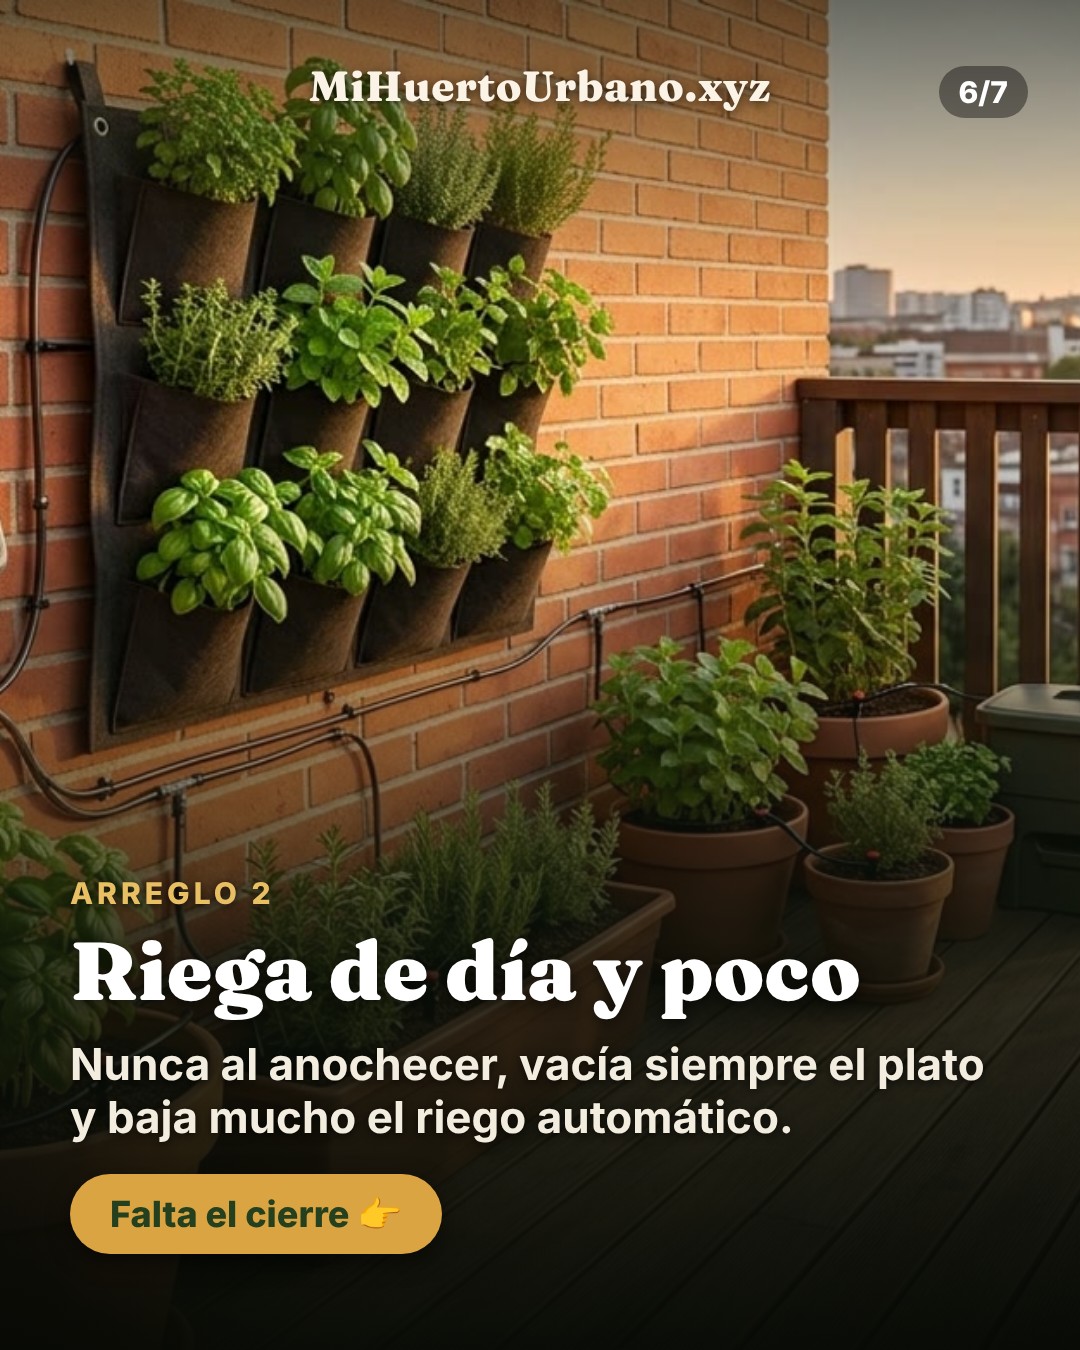 MiHuertoUrbano.xyz
6/7
ARREGLO 2
Riega de día y poco
Nunca al anochecer, vacía siempre el plato
y baja mucho el riego automático.
Falta el cierre 👉